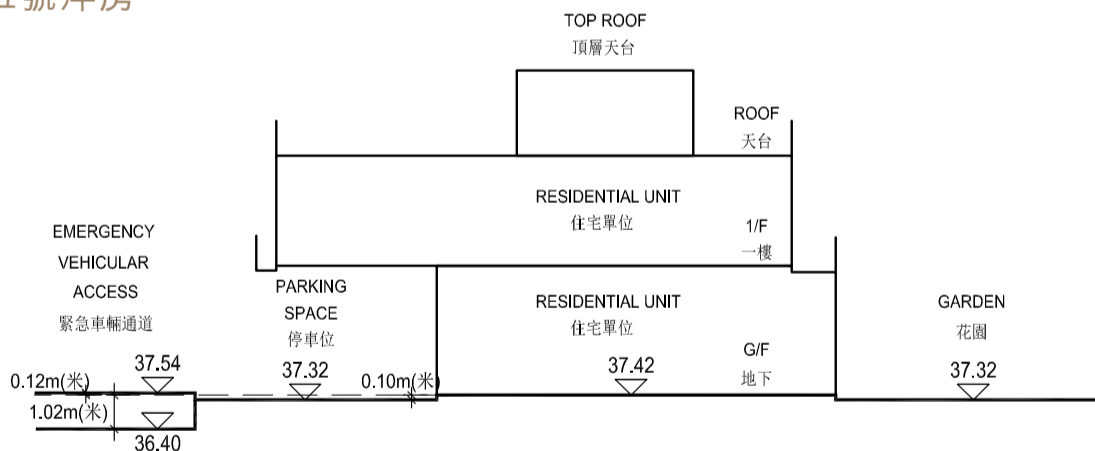 號洋房
TOP ROOF
頂層天台
ROOF
天台
RESIDENTIAL UNIT
住宅單位
1/F
一樓
EMERGENCY
VEHICULAR
ACCESS
緊急車輛通道
PARKING
SPACE
停車位
RESIDENTIAL UNIT
住宅單位
G/F
地下
GARDEN
花園
37.54
37.32
37.42
37.32
0.12m(米)
0.10m(米)
1.02m(米)
36.40